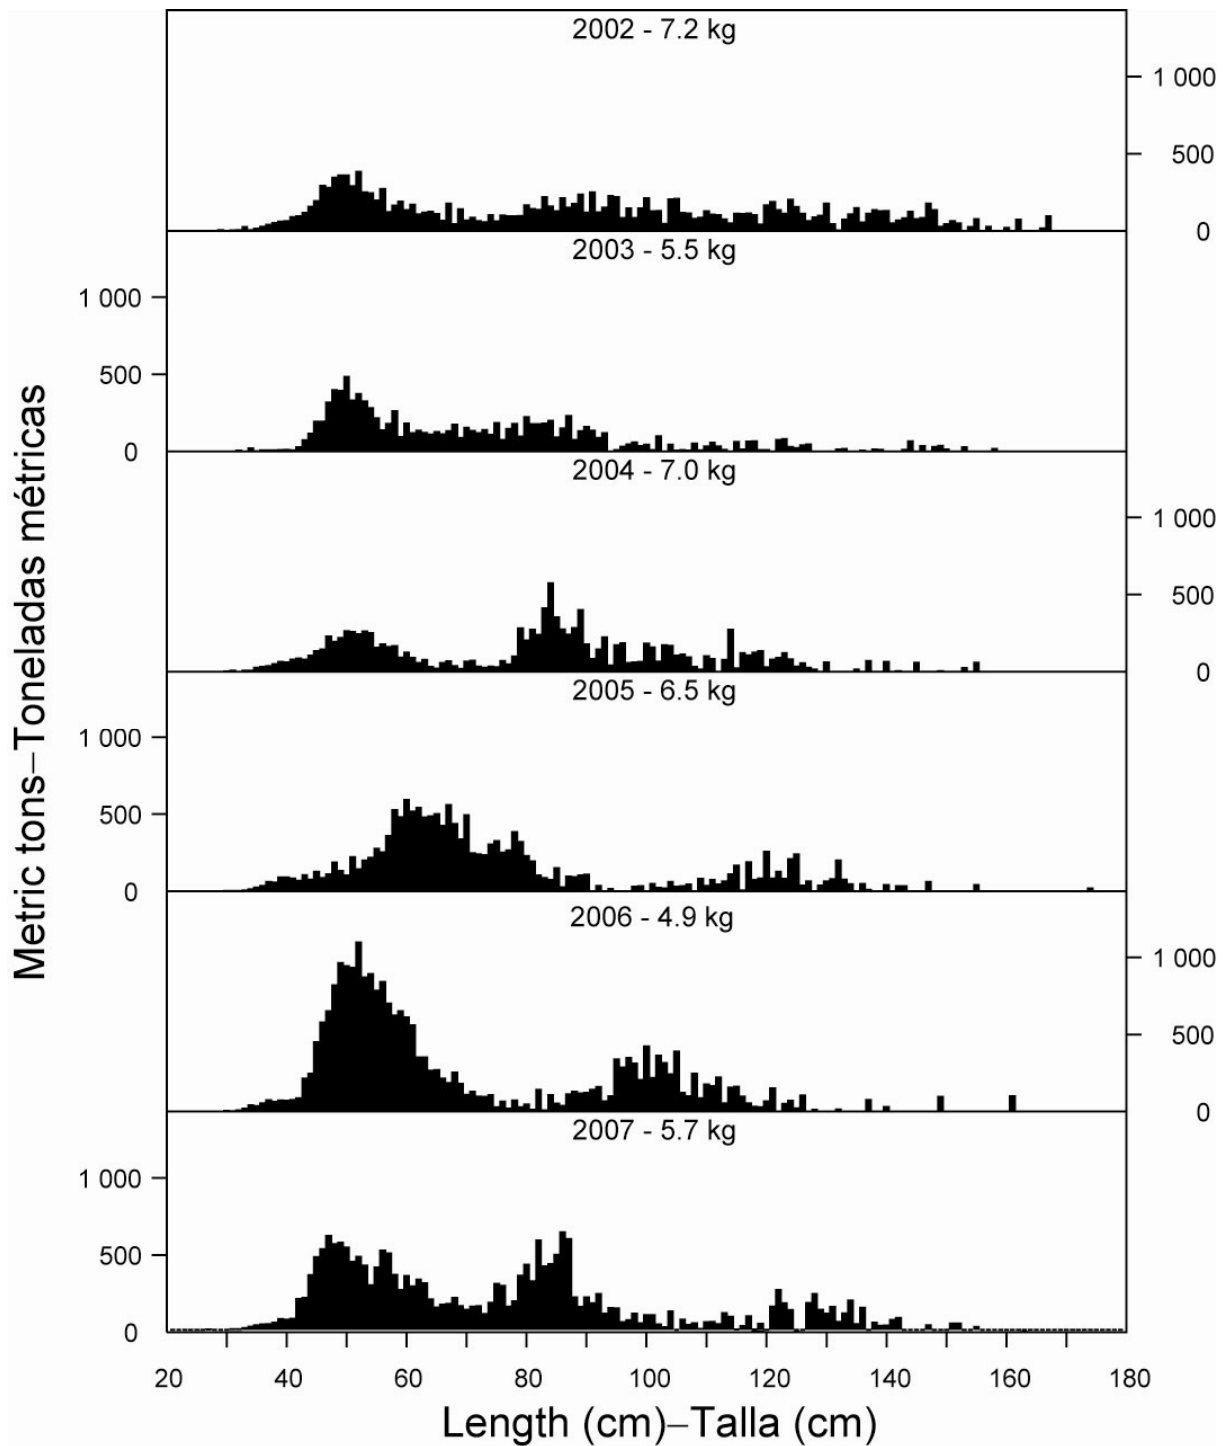 2002 - 7.2 kg
1 000
500
0
2003 - 5.5 kg
1 000
500
0
2004 - 7.0 kg
1 000
500
0
2005 - 6.5 kg
1 000
500
0
2006 - 4.9 kg
1 000
500
0
2007 - 5.7 kg
1 000
500
0
Metric tons–Toneladas métricas
20 40 60 80 100 120 140 160 180
Length (cm)–Talla (cm)